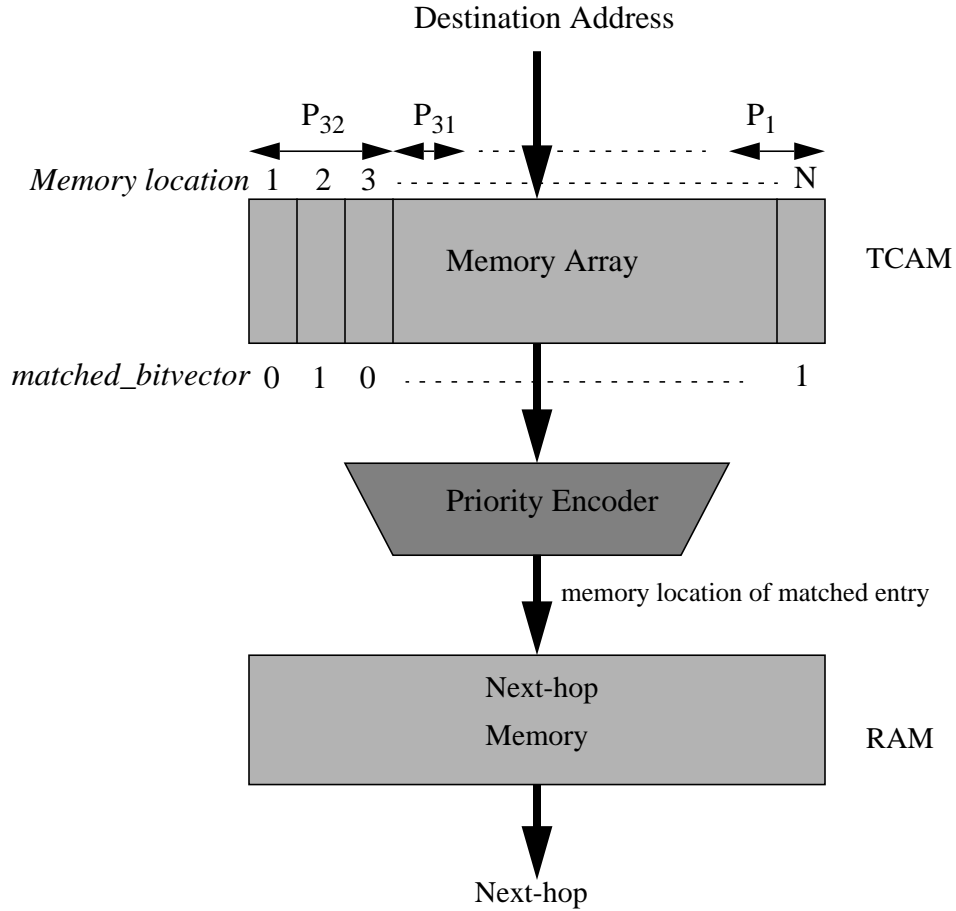 Destination Address
P32 P31 P1
Memory location 1 2 3 N
Memory Array
TCAM
matched_bitvector 0 1 0 1
Priority Encoder
memory location of matched entry
Next-hop
Memory
RAM
Next-hop